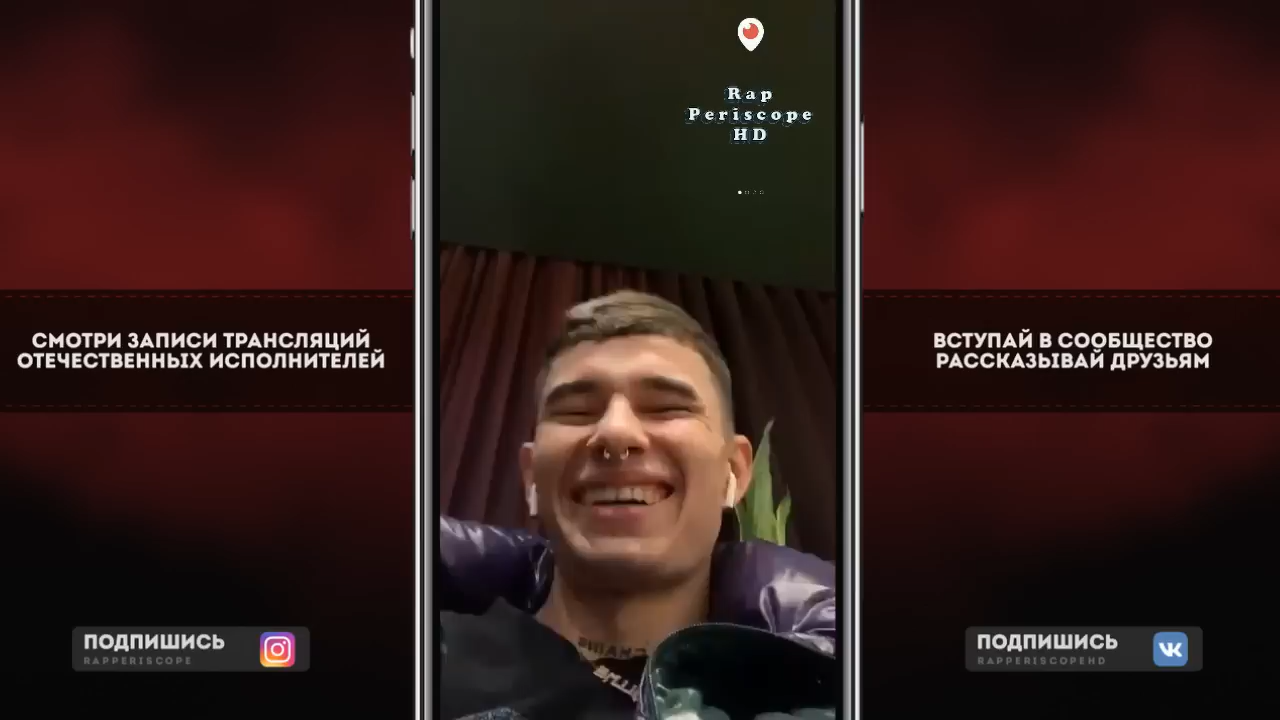 Rap
Periscope
HD
СМОТРИ ЗАПИСИ ТРАНСЛЯЦИЙ
ОТЕЧЕСТВЕННЫХ ИСПОЛНИТЕЛЕЙ
ВСТУПАЙ В СООБЩЕСТВО
РАССКАЗЫВАЙ ДРУЗЬЯМ
ПОДПИШИСЬ
RAPPERISCOPE
ПОДПИШИСЬ
RAPPERISCOPEHD